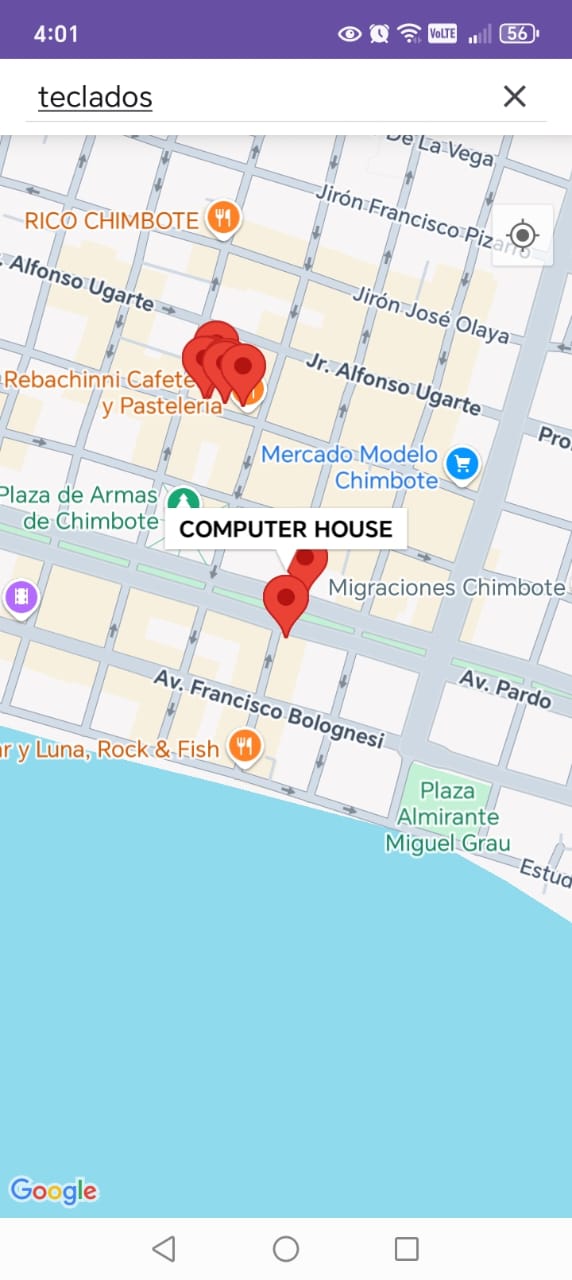 4:01
VoLTE
56
teclados
De La Vega
RICO CHIMBOTE
Jirón Francisco Pizarro
Alfonso Ugarte
Jirón José Olaya
Rebachinni Cafete
y Pastelería
Jr. Alfonso Ugarte
Pro
Mercado Modelo
Chimbote
Plaza de Armas
de Chimbote
COMPUTER HOUSE
Migraciones Chimbote
Av. Francisco Bolognesi
Av. Pardo
ar y Luna, Rock & Fish
Plaza
Almirante
Miguel Grau
Estud
Google